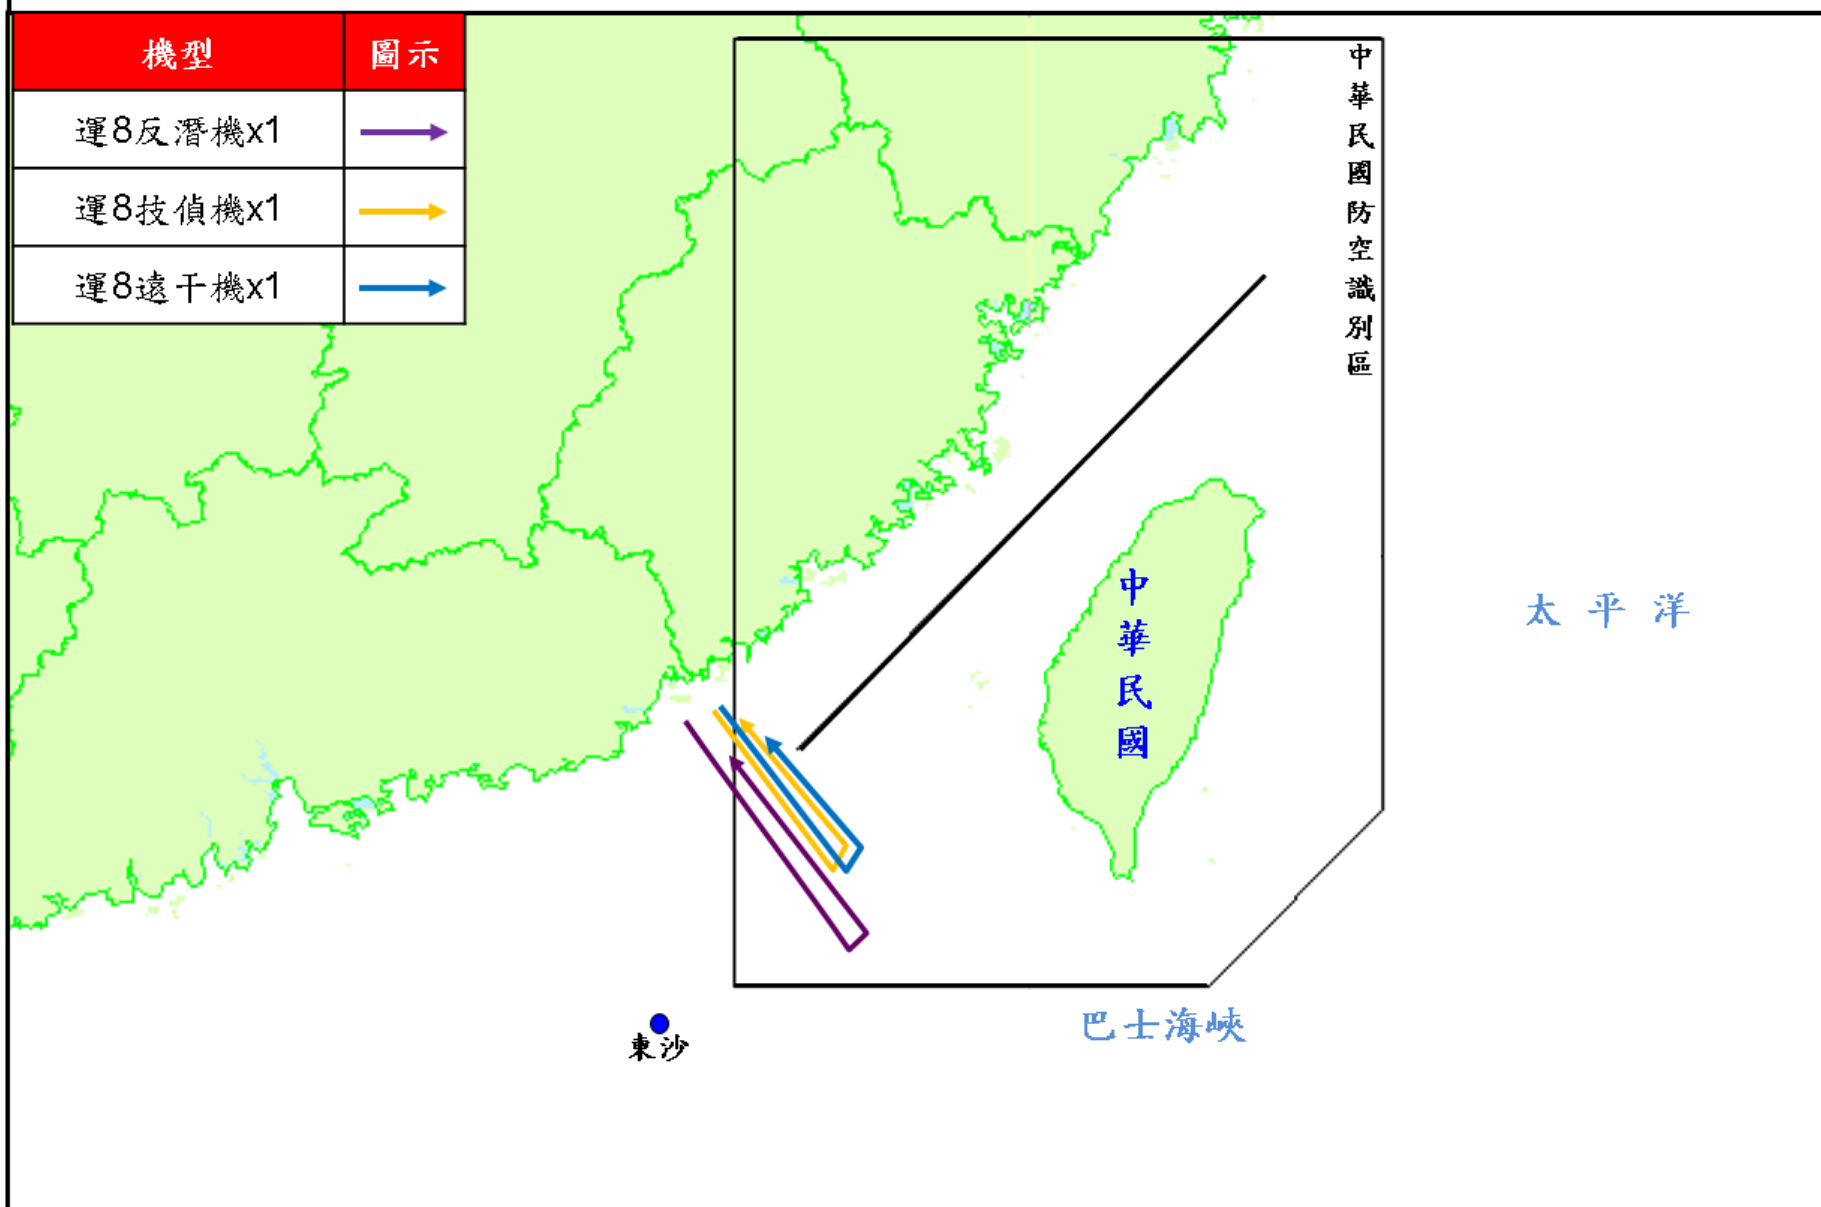 機型 圖示
運8反潛機x1
運8技偵機x1
運8遠干機x1
中華民國防空識別區
中華民國
太平洋
巴士海峽
東沙